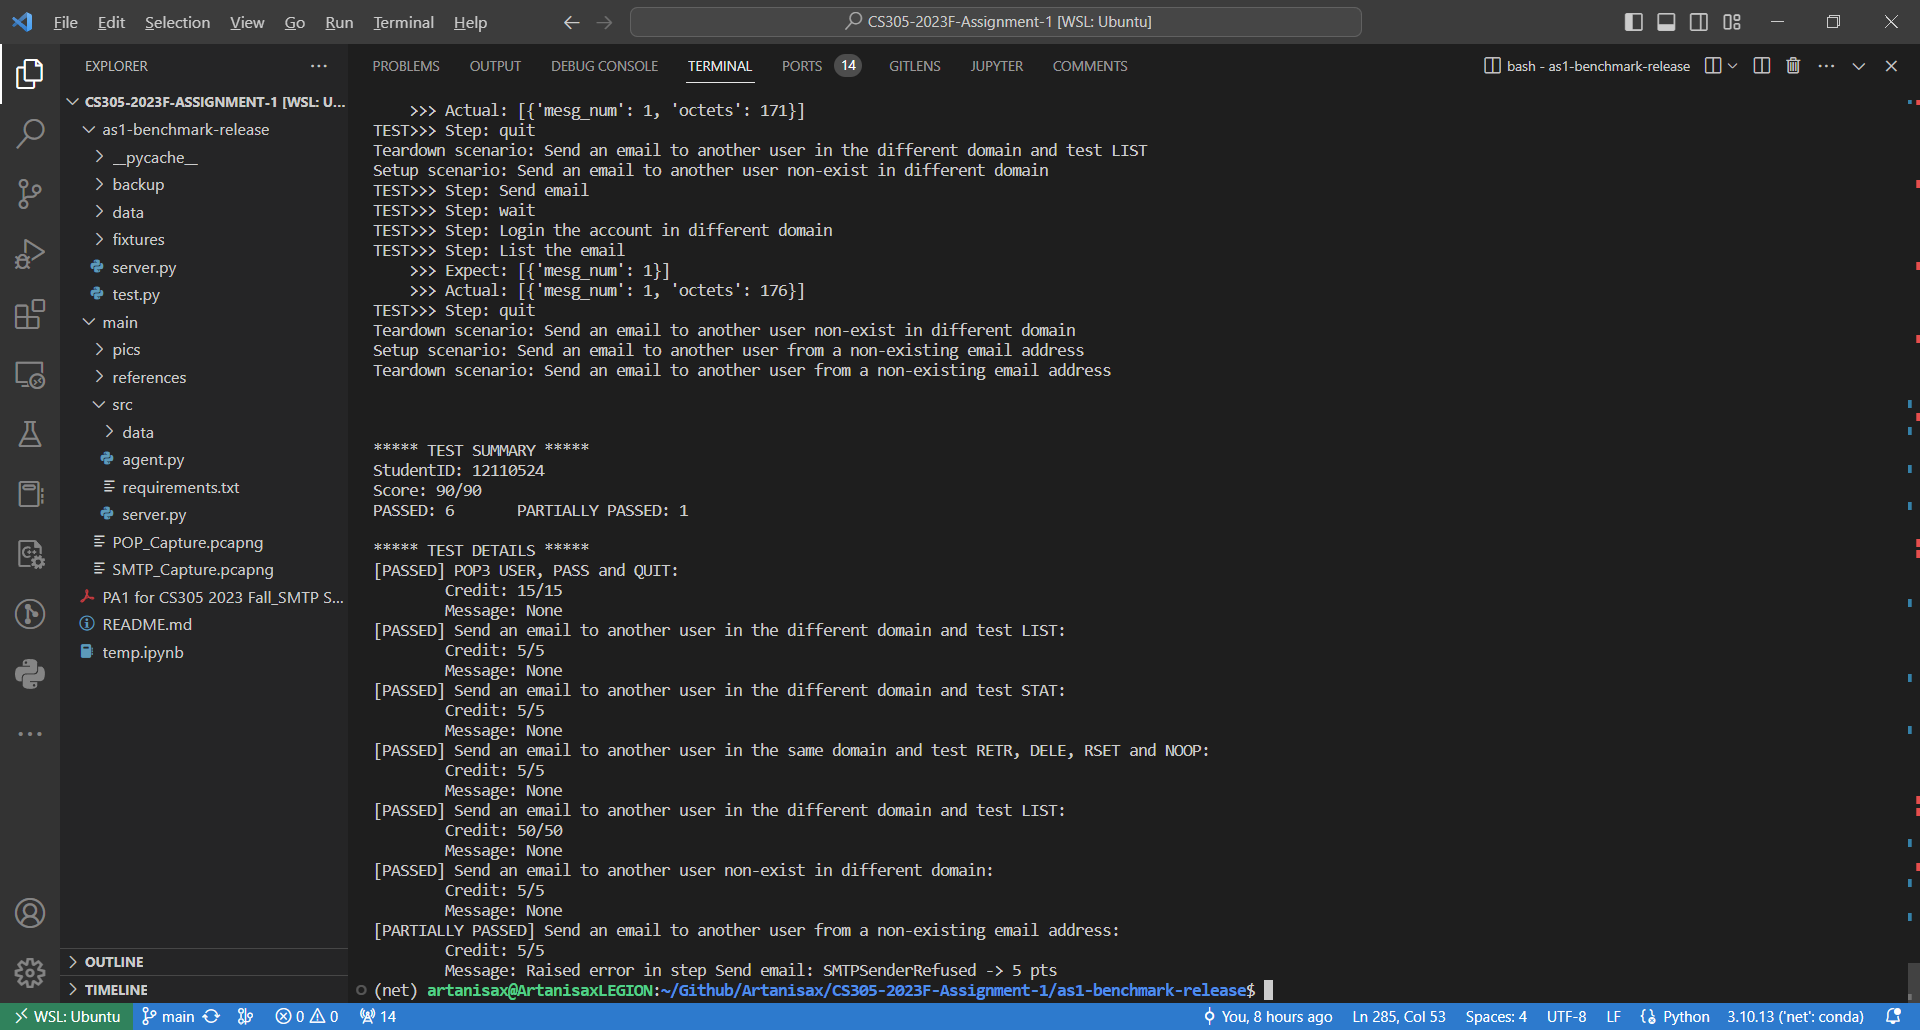 File Edit Selection View Go Run Terminal Help
CS305-2023F-Assignment-1 [WSL: Ubuntu]
EXPLORER
CS305-2023F-ASSIGNMENT-1 [WSL: U...
as1-benchmark-release
__pycache__
backup
data
fixtures
server.py
test.py
main
pics
references
src
data
agent.py
requirements.txt
server.py
POP_Capture.pcapng
SMTP_Capture.pcapng
PA1 for CS305 2023 Fall_SMTP S...
README.md
temp.ipynb
OUTLINE
TIMELINE
PROBLEMS OUTPUT DEBUG CONSOLE TERMINAL PORTS 14 GITLENS JUPYTER COMMENTS
bash - as1-benchmark-release
>>> Actual: [{'mesg_num': 1, 'octets': 171}]
TEST>>> Step: quit
Teardown scenario: Send an email to another user in the different domain and test LIST
Setup scenario: Send an email to another user non-exist in different domain
TEST>>> Step: Send email
TEST>>> Step: wait
TEST>>> Step: Login the account in different domain
TEST>>> Step: List the email
>>> Expect: [{'mesg_num': 1}]
>>> Actual: [{'mesg_num': 1, 'octets': 176}]
TEST>>> Step: quit
Teardown scenario: Send an email to another user non-exist in different domain
Setup scenario: Send an email to another user from a non-existing email address
Teardown scenario: Send an email to another user from a non-existing email address
***** TEST SUMMARY *****
StudentID: 12110524
Score: 90/90
PASSED: 6 PARTIALLY PASSED: 1
***** TEST DETAILS *****
[PASSED] POP3 USER, PASS and QUIT:
Credit: 15/15
Message: None
[PASSED] Send an email to another user in the different domain and test LIST:
Credit: 5/5
Message: None
[PASSED] Send an email to another user in the different domain and test STAT:
Credit: 5/5
Message: None
[PASSED] Send an email to another user in the same domain and test RETR, DELE, RSET and NOOP:
Credit: 5/5
Message: None
[PASSED] Send an email to another user in the different domain and test LIST:
Credit: 50/50
Message: None
[PASSED] Send an email to another user non-exist in different domain:
Credit: 5/5
Message: None
[PARTIALLY PASSED] Send an email to another user from a non-existing email address:
Credit: 5/5
Message: Raised error in step Send email: SMTPSenderRefused -> 5 pts
(net) artanisax@ArtanisaxLEGION:~/Github/Artanisax/CS305-2023F-Assignment-1/as1-benchmark-release$
WSL: Ubuntu main 0 0 14 You, 8 hours ago Ln 285, Col 53 Spaces: 4 UTF-8 LF Python 3.10.13 ('net': conda)